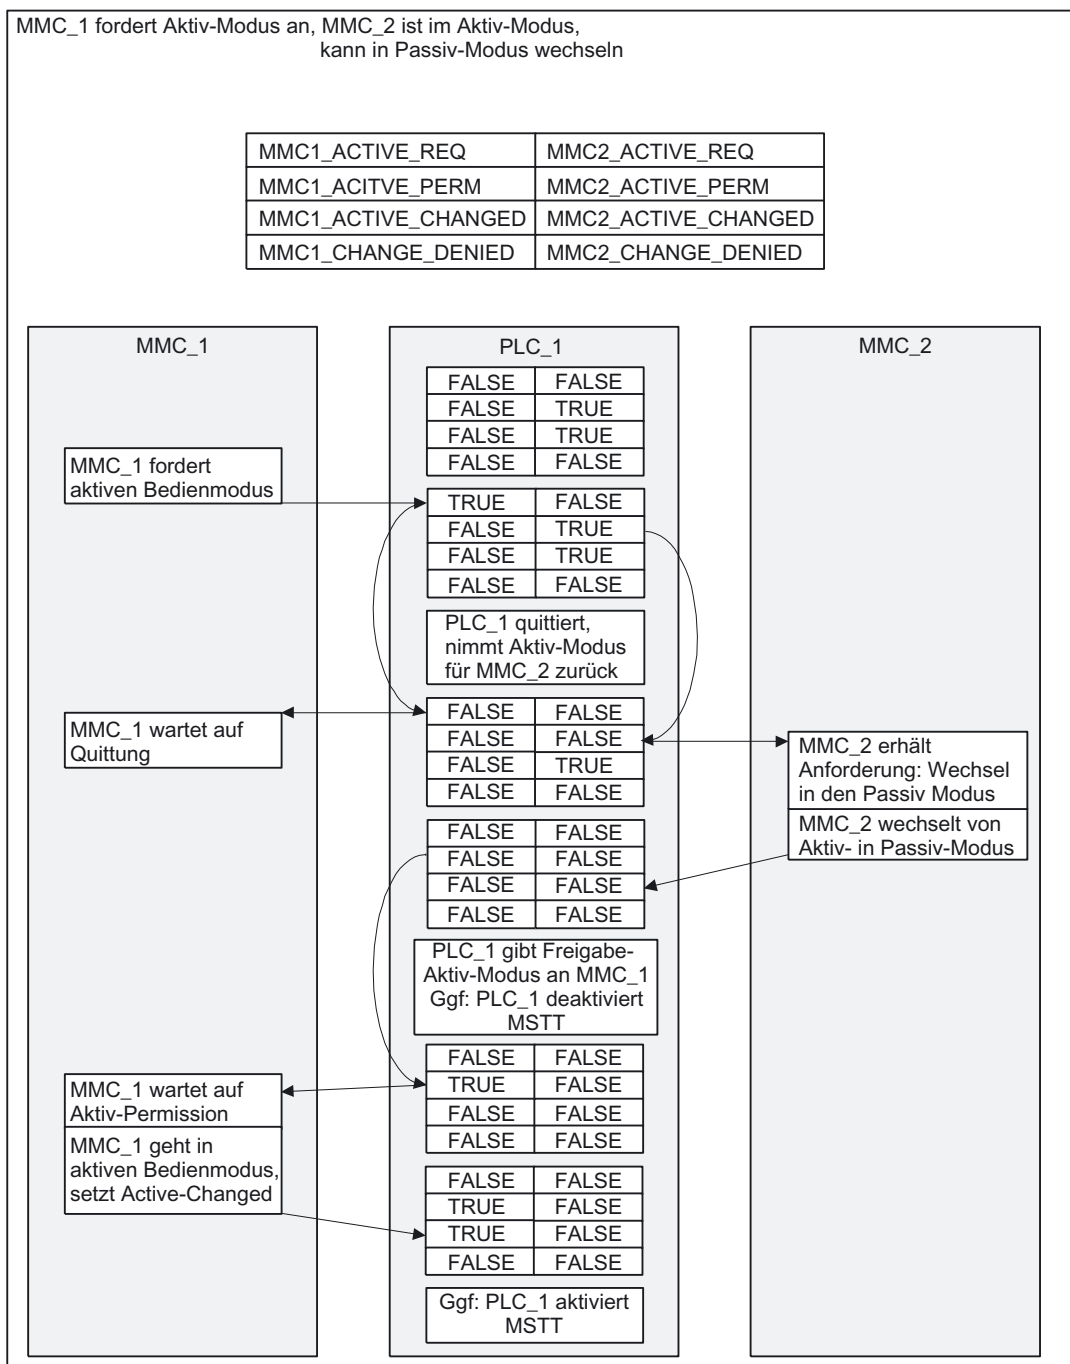 MMC_1 fordert Aktiv-Modus an, MMC_2 ist im Aktiv-Modus,
kann in Passiv-Modus wechseln
MMC1_ACTIVE_REQ MMC2_ACTIVE_REQ
MMC1_ACITVE_PERM MMC2_ACTIVE_PERM
MMC1_ACTIVE_CHANGED MMC2_ACTIVE_CHANGED
MMC1_CHANGE_DENIED MMC2_CHANGE_DENIED
MMC_1 PLC_1 MMC_2
FALSE FALSE
FALSE TRUE
FALSE TRUE
FALSE FALSE
MMC_1 fordert
aktiven Bedienmodus
TRUE FALSE
FALSE TRUE
FALSE TRUE
FALSE FALSE
PLC_1 quittiert,
nimmt Aktiv-Modus
für MMC_2 zurück
MMC_1 wartet auf
Quittung
FALSE FALSE
FALSE FALSE
FALSE TRUE
FALSE FALSE
MMC_2 erhält
Anforderung: Wechsel
in den Passiv Modus
MMC_2 wechselt von
Aktiv- in Passiv-Modus
FALSE FALSE
FALSE FALSE
FALSE FALSE
FALSE FALSE
PLC_1 gibt Freigabe-
Aktiv-Modus an MMC_1
Ggf: PLC_1 deaktiviert
MSTT
FALSE FALSE
TRUE FALSE
FALSE FALSE
FALSE FALSE
MMC_1 wartet auf
Aktiv-Permission
MMC_1 geht in
aktiven Bedienmodus,
setzt Active-Changed
FALSE FALSE
TRUE FALSE
TRUE FALSE
FALSE FALSE
Ggf: PLC_1 aktiviert
MSTT